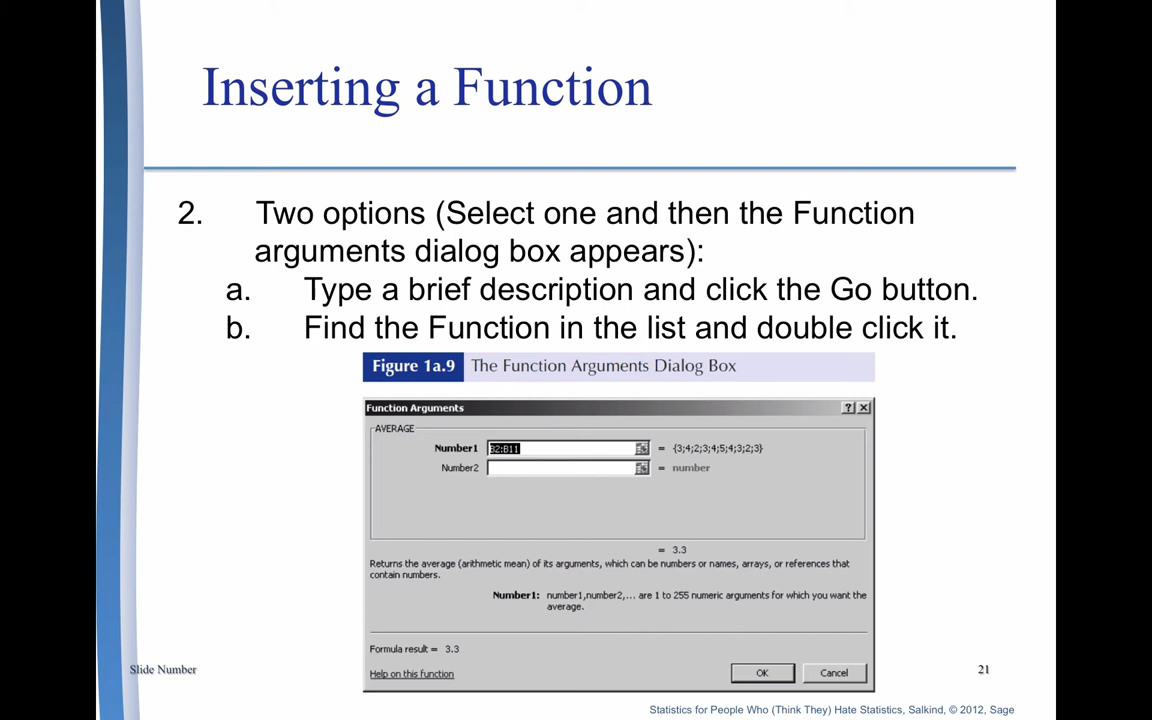 Inserting a Function
2. Two options (Select one and then the Function
arguments dialog box appears):
a. Type a brief description and click the Go button.
b. Find the Function in the list and double click it.
Figure 1a.9 The Function Arguments Dialog Box
Function Arguments
AVERAGE
Number1 B2:B11 = {3;4;2;3;4;5;4;3;2;3}
Number2 = number
= 3.3
Returns the average (arithmetic mean) of its arguments, which can be numbers or names, arrays, or references that
contain numbers.
Number1: number1,number2,... are 1 to 255 numeric arguments for which you want the
average.
Formula result = 3.3
Help on this function OK Cancel
Slide Number 21
Statistics for People Who (Think They) Hate Statistics, Salkind, © 2012, Sage